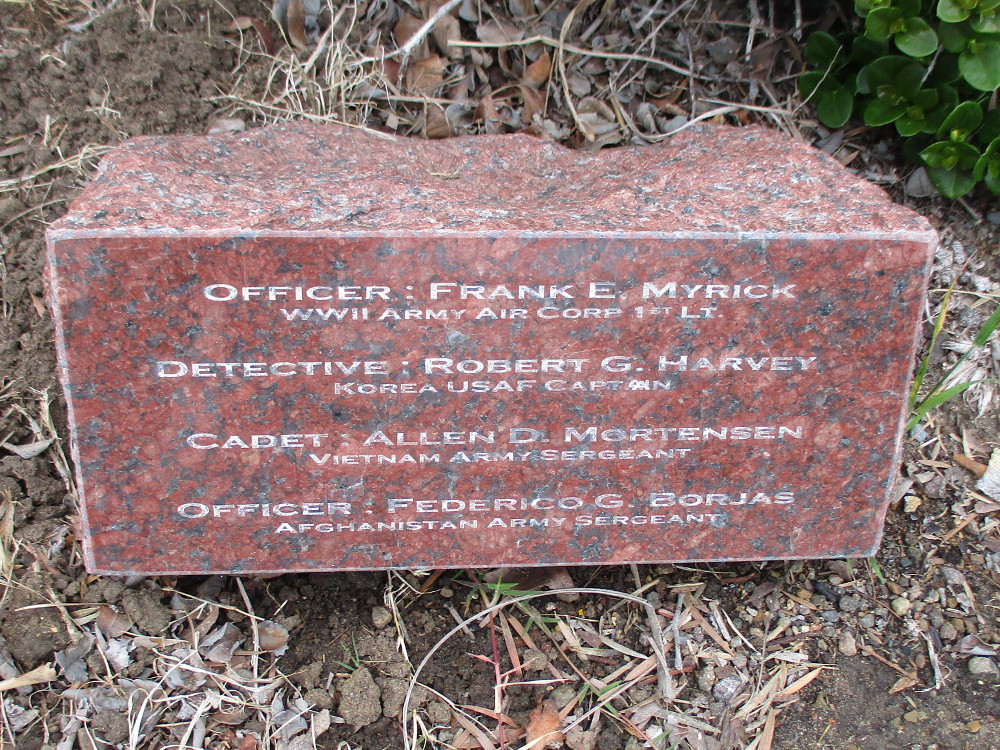 Officer : Frank E. Myrick
WWII Army Air Corp 1st Lt.
Detective : Robert G. Harvey
Korea USAF Captain
Cadet : Allen D. Mortensen
Vietnam Army Sergeant
Officer : Federico G. Borjas
Afghanistan Army Sergeant